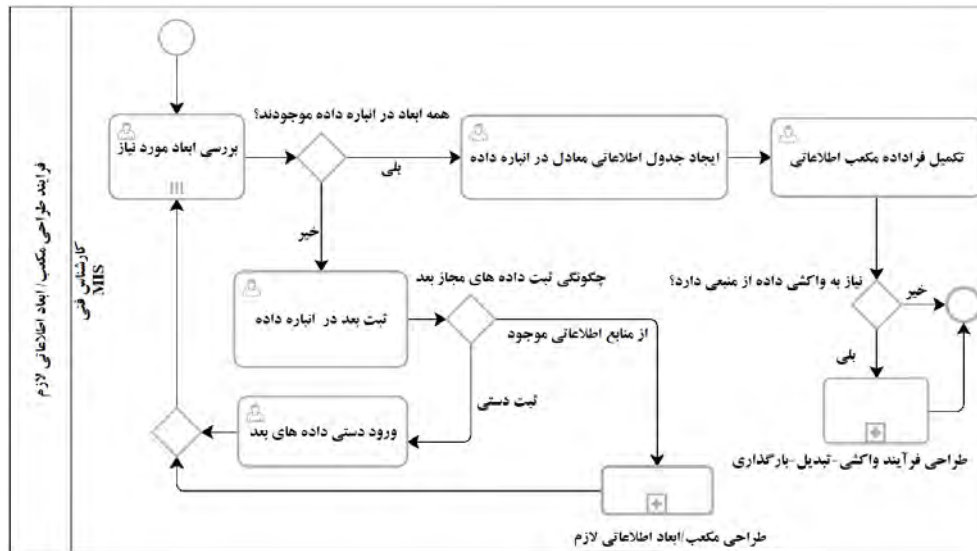 فرایند طراحی مکعب/ابعاد اطلاعاتی لازم
کارشناس فنی
MIS
بررسی ابعاد مورد نیاز
همه ابعاد در انباره داده موجودند؟
بلی
خیر
ایجاد جدول اطلاعاتی معادل در انباره داده
تکمیل فراداده مکعب اطلاعاتی
نیاز به واکشی داده از منبعی دارد؟
خیر
بلی
طراحی فرآیند واکشی-تبدیل-بارگذاری
ثبت بعد در انباره داده
چگونگی ثبت داده های مجاز بعد
از منابع اطلاعاتی موجود
ثبت دستی
ورود دستی داده های بعد
طراحی مکعب/ابعاد اطلاعاتی لازم